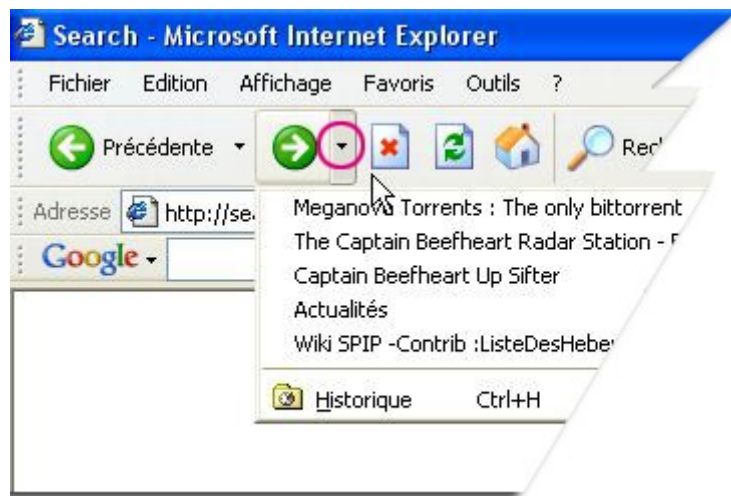 Search - Microsoft Internet Explorer
Fichier Edition Affichage Favoris Outils ?
Précédente
Adresse http://se
Meganova Torrents : The only bittorrent
Google
The Captain Beefheart Radar Station -
Captain Beefheart Up Sifter
Actualités
Wiki SPIP -Contrib :ListeDesHeber
Historique Ctrl+H